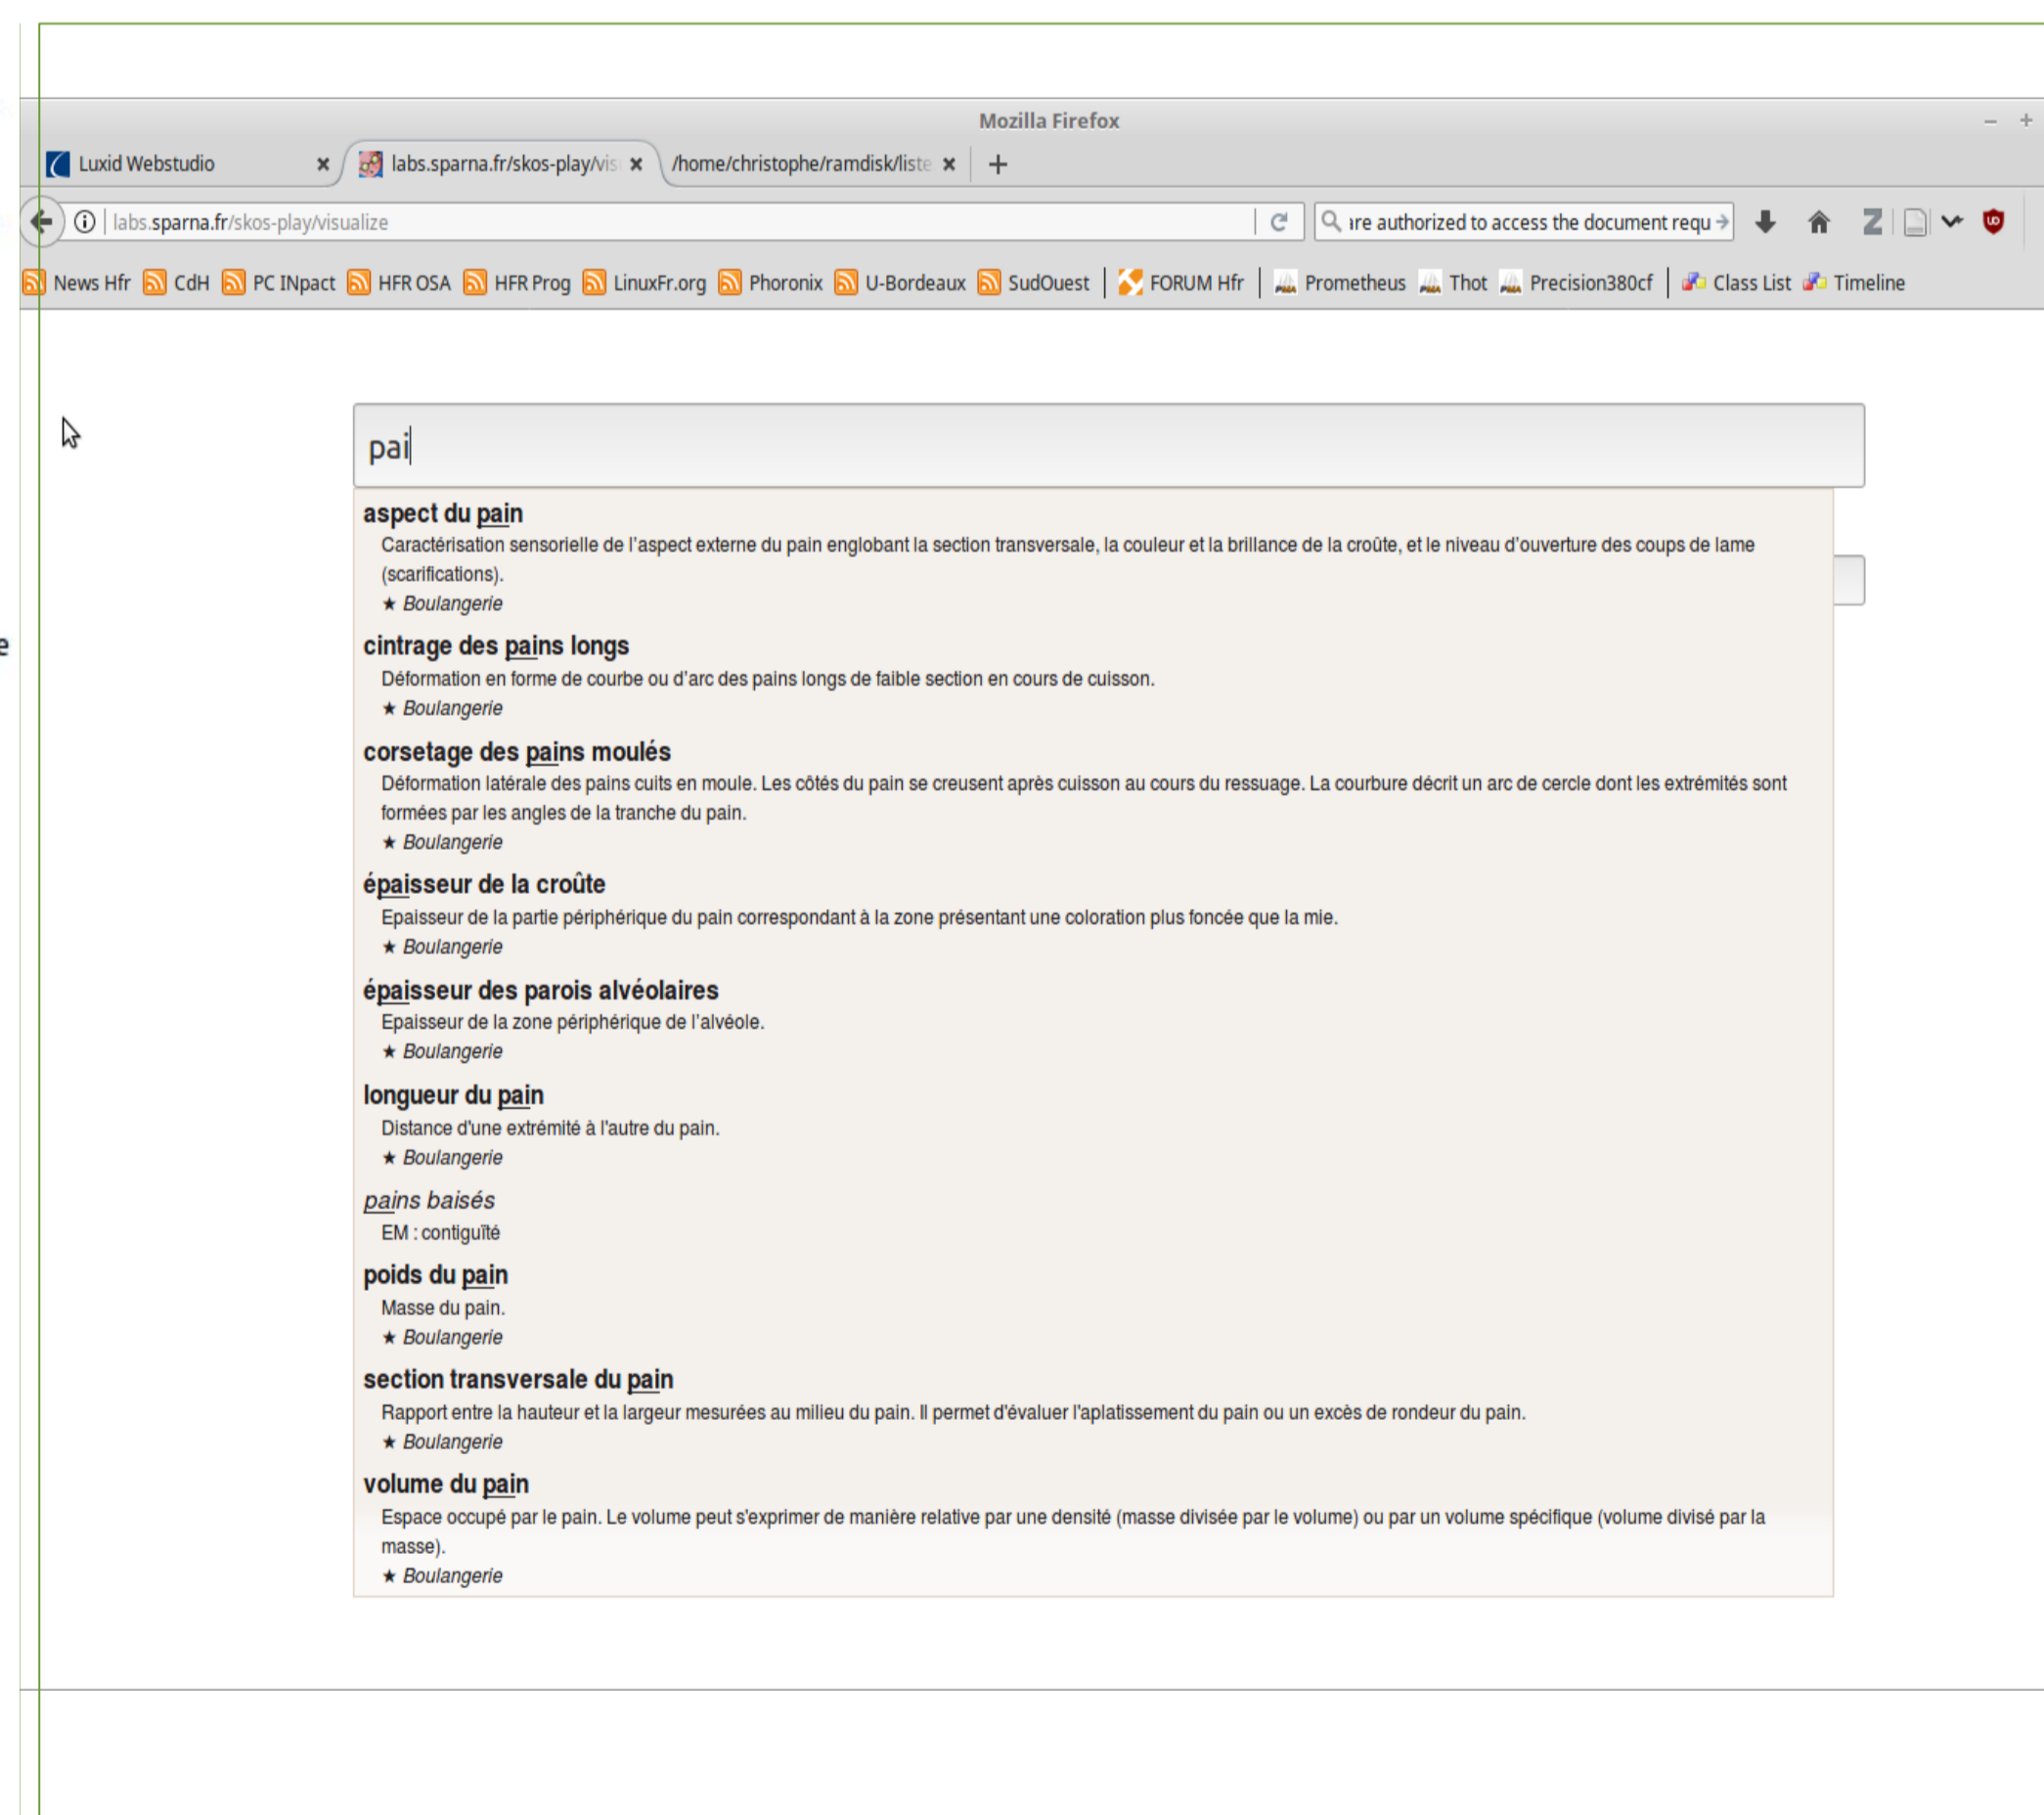 Mozilla Firefox
Luxid Webstudio labs.sparna.fr/skos-play/vis /home/christophe/ramdisk/liste
labs.sparna.fr/skos-play/visualize are authorized to access the document requ
News Hfr CdH PC INpact HFR OSA HFR Prog LinuxFr.org Phoronix U-Bordeaux SudOuest FORUM Hfr Prometheus Thot Precision380cf Class List Timeline
pai
aspect du pain
Caractérisation sensorielle de l'aspect externe du pain englobant la section transversale, la couleur et la brillance de la croûte, et le niveau d'ouverture des coups de lame
(scarifications).
★ Boulangerie
e
cintrage des pains longs
Déformation en forme de courbe ou d'arc des pains longs de faible section en cours de cuisson.
★ Boulangerie
corsetage des pains moulés
Déformation latérale des pains cuits en moule. Les côtés du pain se creusent après cuisson au cours du ressuage. La courbure décrit un arc de cercle dont les extrémités sont
formées par les angles de la tranche du pain.
★ Boulangerie
épaisseur de la croûte
Epaisseur de la partie périphérique du pain correspondant à la zone présentant une coloration plus foncée que la mie.
★ Boulangerie
épaisseur des parois alvéolaires
Epaisseur de la zone périphérique de l'alvéole.
★ Boulangerie
longueur du pain
Distance d'une extrémité à l'autre du pain.
★ Boulangerie
pains baisés
EM : contiguïté
poids du pain
Masse du pain.
★ Boulangerie
section transversale du pain
Rapport entre la hauteur et la largeur mesurées au milieu du pain. Il permet d'évaluer l'aplatissement du pain ou un excès de rondeur du pain.
★ Boulangerie
volume du pain
Espace occupé par le pain. Le volume peut s'exprimer de manière relative par une densité (masse divisée par le volume) ou par un volume spécifique (volume divisé par la
masse).
★ Boulangerie